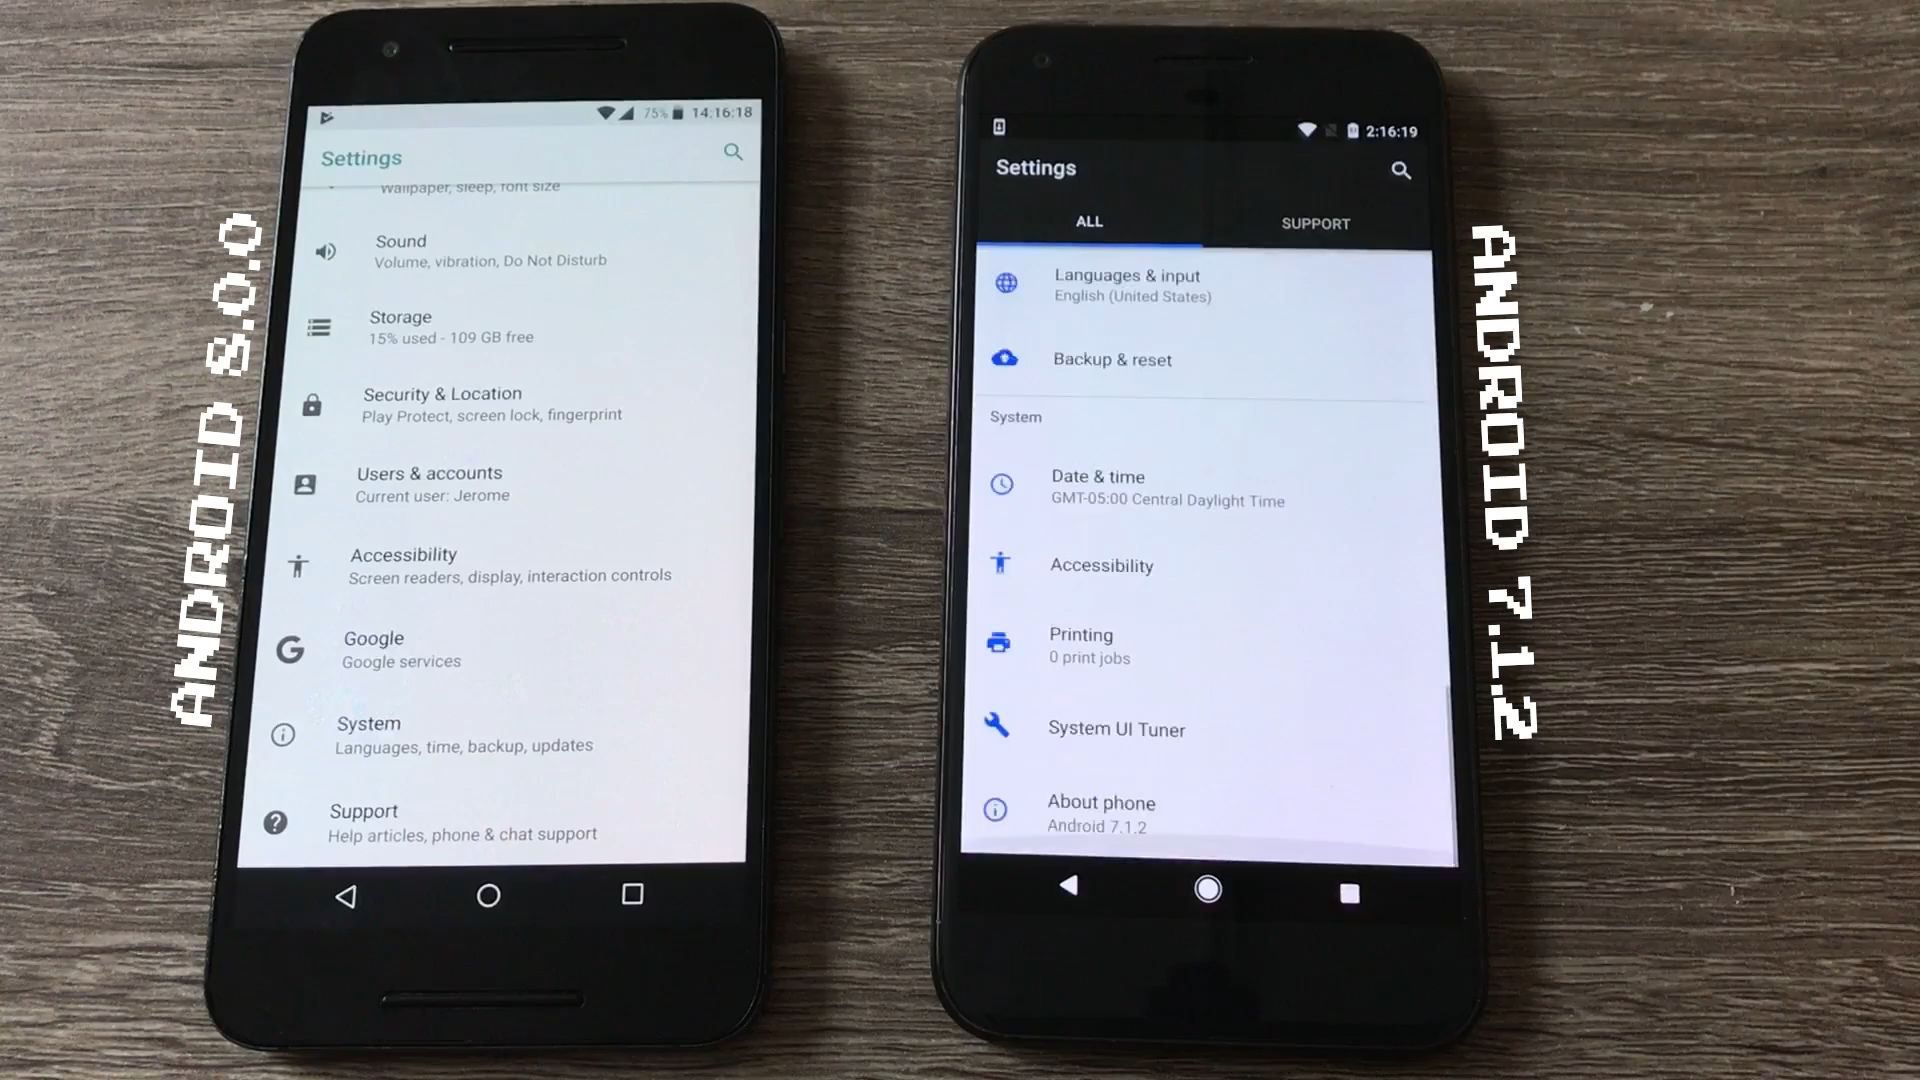 ANDROID 8.0.0
75% 14:16:18
Settings
Wallpaper, sleep, font size
Sound
Volume, vibration, Do Not Disturb
Storage
15% used - 109 GB free
Security & Location
Play Protect, screen lock, fingerprint
Users & accounts
Current user: Jerome
Accessibility
Screen readers, display, interaction controls
Google
Google services
System
Languages, time, backup, updates
Support
Help articles, phone & chat support
2:16:19
Settings
ALL SUPPORT
Languages & input
English (United States)
Backup & reset
System
Date & time
GMT-05:00 Central Daylight Time
Accessibility
Printing
0 print jobs
System UI Tuner
About phone
Android 7.1.2
ANDROID 7.1.2